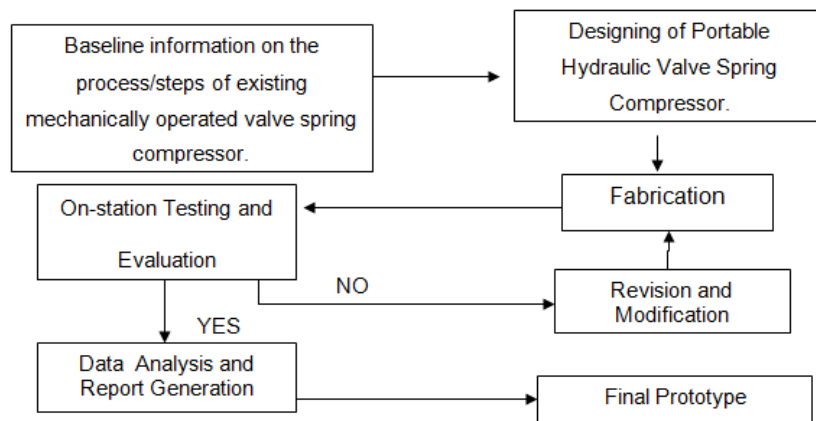 Baseline information on the
process/steps of existing
mechanically operated valve spring
compressor.
Designing of Portable
Hydraulic Valve Spring
Compressor.
Fabrication
On-station Testing and
Evaluation
NO
Revision and
Modification
YES
Data Analysis and
Report Generation
Final Prototype